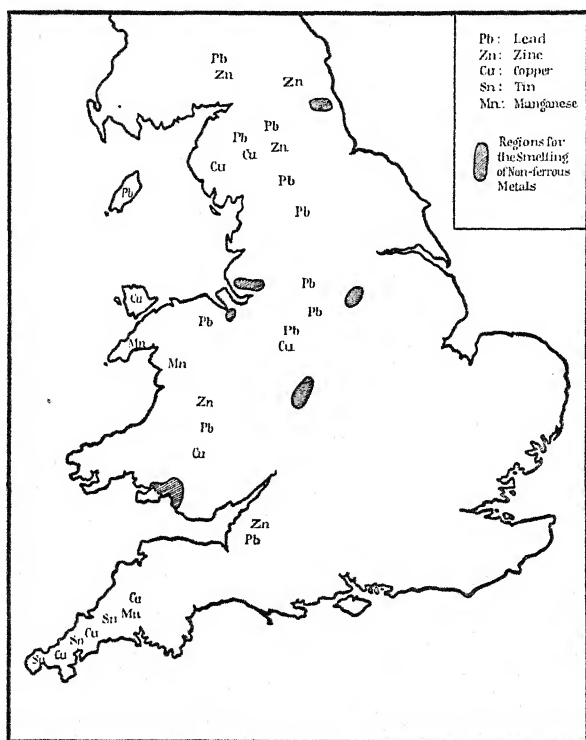 Pb: Lead
Zn: Zinc
Cu: Copper
Sn: Tin
Mn: Manganese
Regions for
the Smelting
of Non-ferrous
Metals
Pb
Zn
Zn
Pb
Pb
Cu
Zn
Cu
Pb
Pb
Pb
Cu
Pb
Pb
Pb
Pb
Cu
Mn
Mn
Zn
Pb
Cu
Zn
Pb
Cu
Mn
Sn
Cu
Sn
Cu
Sn